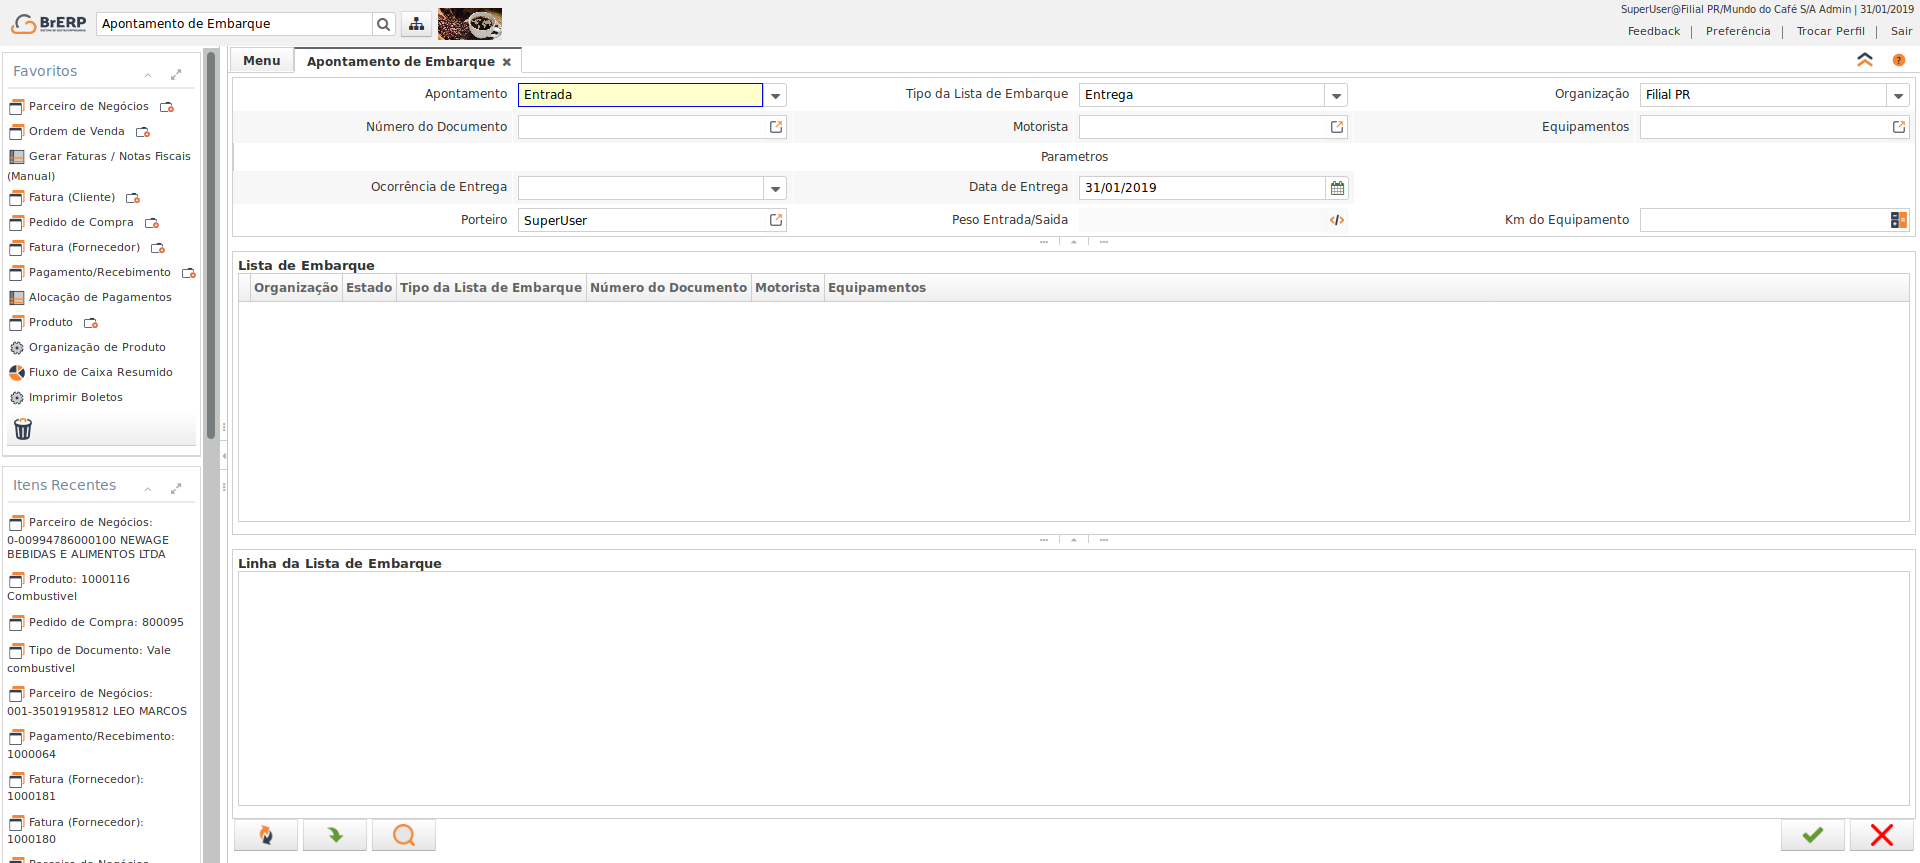 BrERP
Apontamento de Embarque
SuperUser@Filial PR/Mundo do Café S/A Admin | 31/01/2019
Feedback | Preferência | Trocar Perfil | Sair
Favoritos
Parceiro de Negócios
Ordem de Venda
Gerar Faturas / Notas Fiscais
(Manual)
Fatura (Cliente)
Pedido de Compra
Fatura (Fornecedor)
Pagamento/Recebimento
Alocação de Pagamentos
Produto
Organização de Produto
Fluxo de Caixa Resumido
Imprimir Boletos
Itens Recentes
Parceiro de Negócios:
0-00994786000100 NEWAGE
BEBIDAS E ALIMENTOS LTDA
Produto: 1000116
Combustivel
Pedido de Compra: 800095
Tipo de Documento: Vale
combustivel
Parceiro de Negócios:
001-35019195812 LEO MARCOS
Pagamento/Recebimento:
1000064
Fatura (Fornecedor):
1000181
Fatura (Fornecedor):
1000180
Parceiro de Negócios
Menu
Apontamento de Embarque
Apontamento Entrada Tipo da Lista de Embarque Entrega Organização Filial PR
Número do Documento Motorista Equipamentos
Parametros
Ocorrência de Entrega Data de Entrega 31/01/2019
Porteiro SuperUser Peso Entrada/Saida Km do Equipamento
Lista de Embarque
Organização Estado Tipo da Lista de Embarque Número do Documento Motorista Equipamentos
Linha da Lista de Embarque